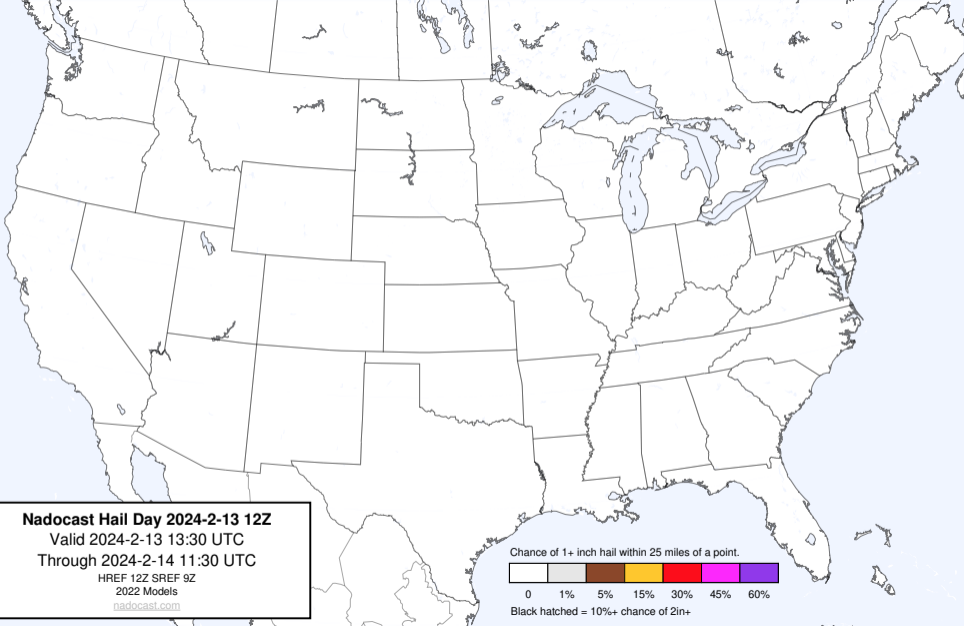 Nadocast Hail Day 2024-2-13 12Z
Valid 2024-2-13 13:30 UTC
Through 2024-2-14 11:30 UTC
HREF 12Z SREF 9Z
2022 Models
nadocast.com
Chance of 1+ inch hail within 25 miles of a point.
0 1% 5% 15% 30% 45% 60%
Black hatched = 10%+ chance of 2in+